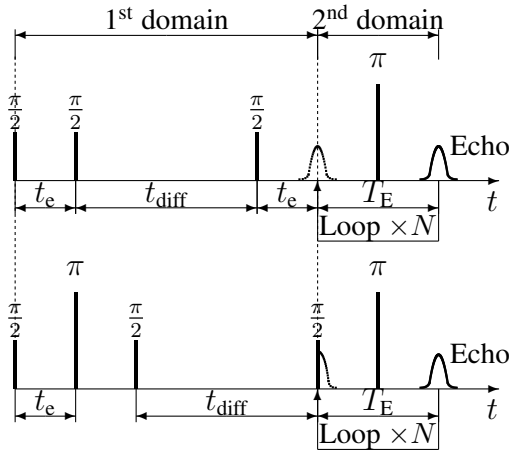 1st domain 2nd domain
π
π/2 π/2 π/2
Echo
te tdiff te TE t
Loop ×N
π π
π/2 π/2 π/2
Echo
te tdiff TE t
Loop ×N